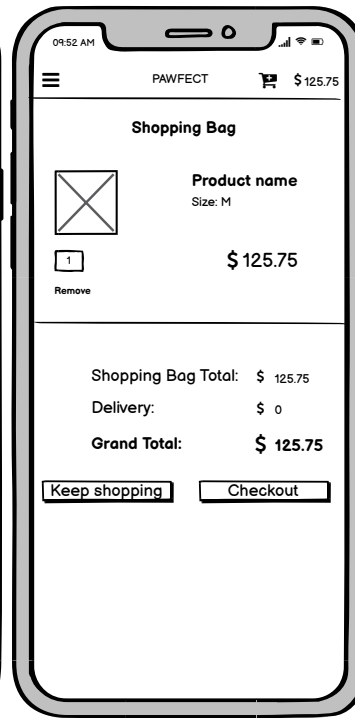 09:52 AM
PAWFECT $ 125.75
Shopping Bag
Product name
Size: M
1 $ 125.75
Remove
Shopping Bag Total: $ 125.75
Delivery: $ 0
Grand Total: $ 125.75
Keep shopping Checkout